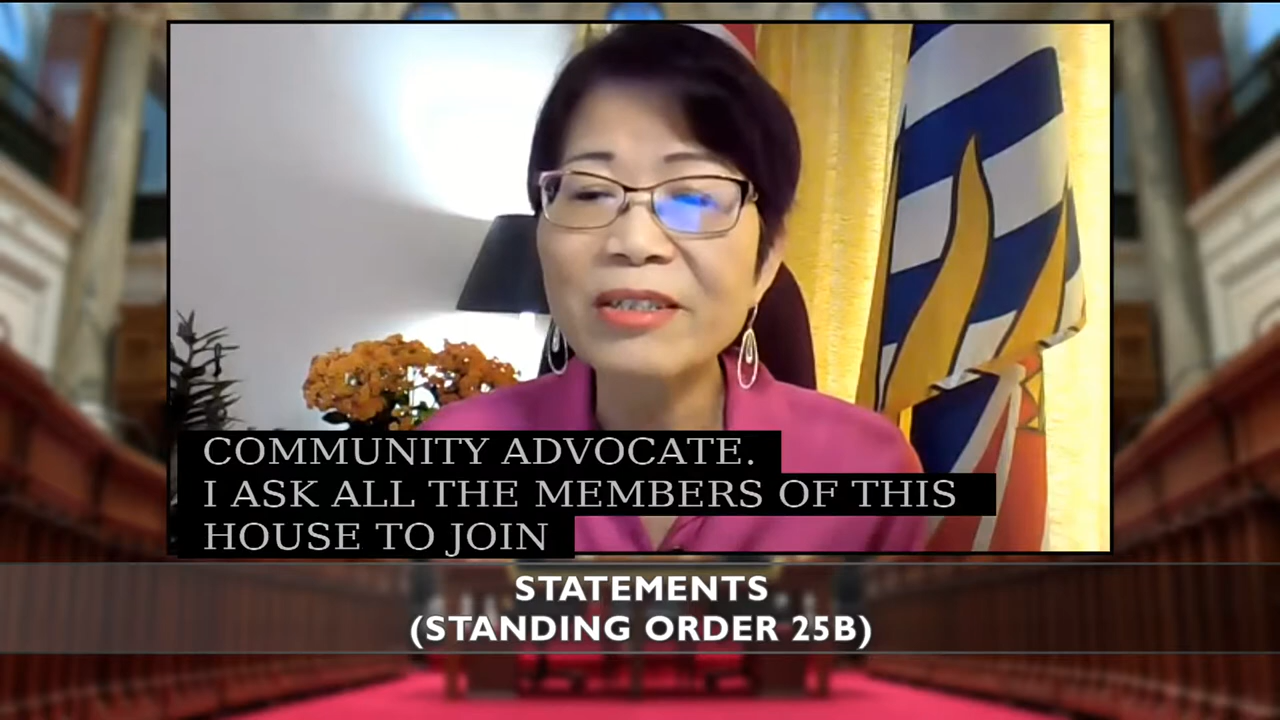 COMMUNITY ADVOCATE.
I ASK ALL THE MEMBERS OF THIS
HOUSE TO JOIN
STATEMENTS
(STANDING ORDER 25B)